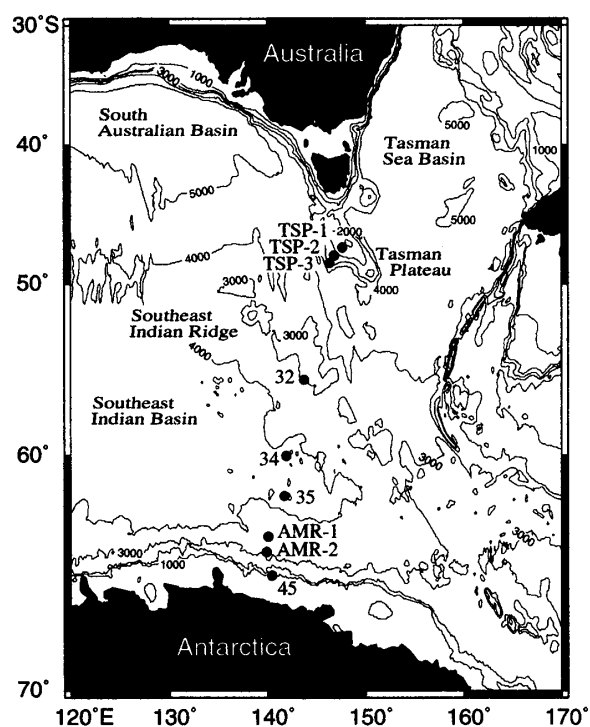 30°S
Australia
3000
1000
South
Australian Basin
5000
Tasman
Sea Basin
1000
40°
5000
5000
TSP-1
2000
TSP-2
TSP-3
Tasman
Plateau
4000
4000
50°
3000
Southeast
Indian Ridge
3000
4000
32
Southeast
Indian Basin
60°
34
3000
35
AMR-1
AMR-2
3000
3000
1000
45
Antarctica
70°
120°E
130°
140°
150°
160°
170°